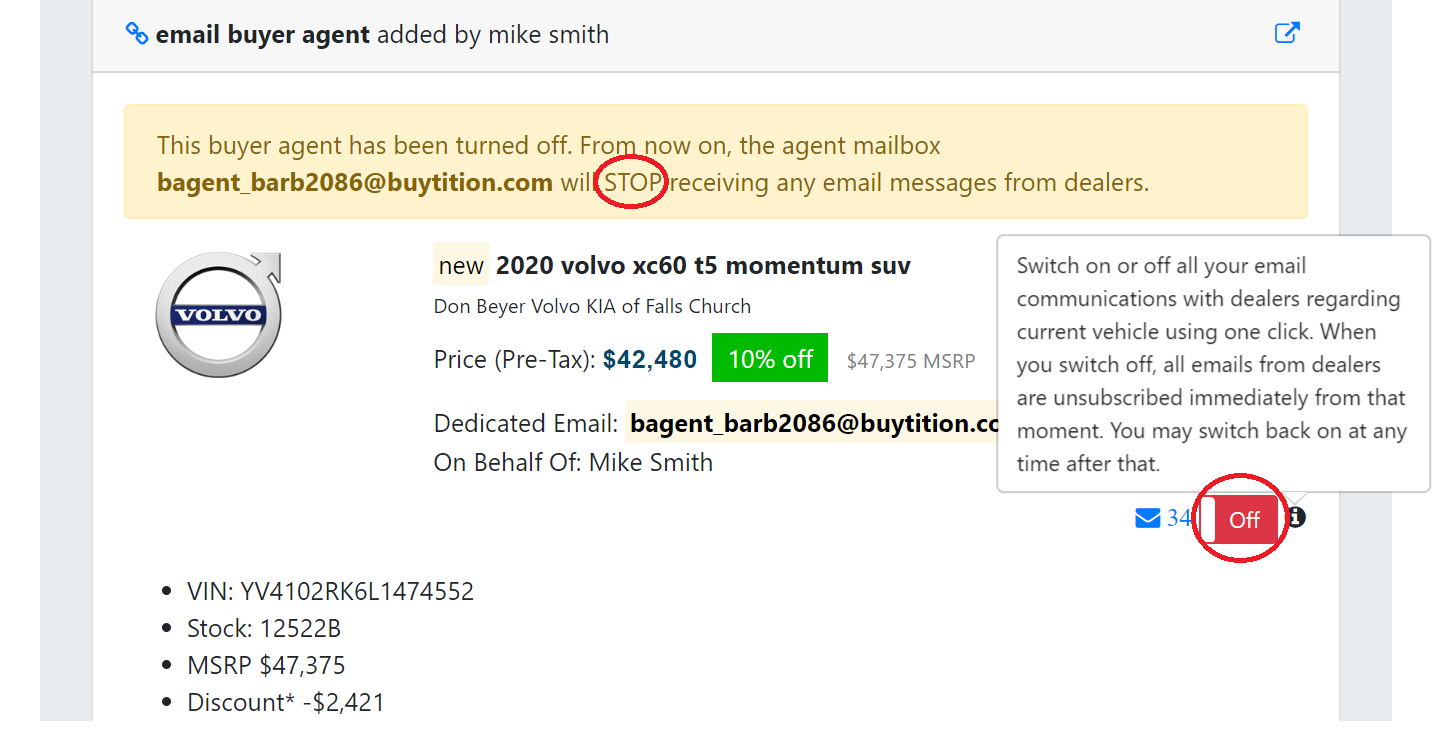 email buyer agent added by mike smith
This buyer agent has been turned off. From now on, the agent mailbox
bagent_barb2086@buytition.com will STOP receiving any email messages from dealers.
VOLVO
new 2020 volvo xc60 t5 momentum suv
Don Beyer Volvo KIA of Falls Church
Price (Pre-Tax): $42,480 10% off $47,375 MSRP
Dedicated Email: bagent_barb2086@buytition.co
On Behalf Of: Mike Smith
Switch on or off all your email
communications with dealers regarding
current vehicle using one click. When
you switch off, all emails from dealers
are unsubscribed immediately from that
moment. You may switch back on at any
time after that.
34 Off
• VIN: YV4102RK6L1474552
• Stock: 12522B
• MSRP $47,375
• Discount* -$2,421